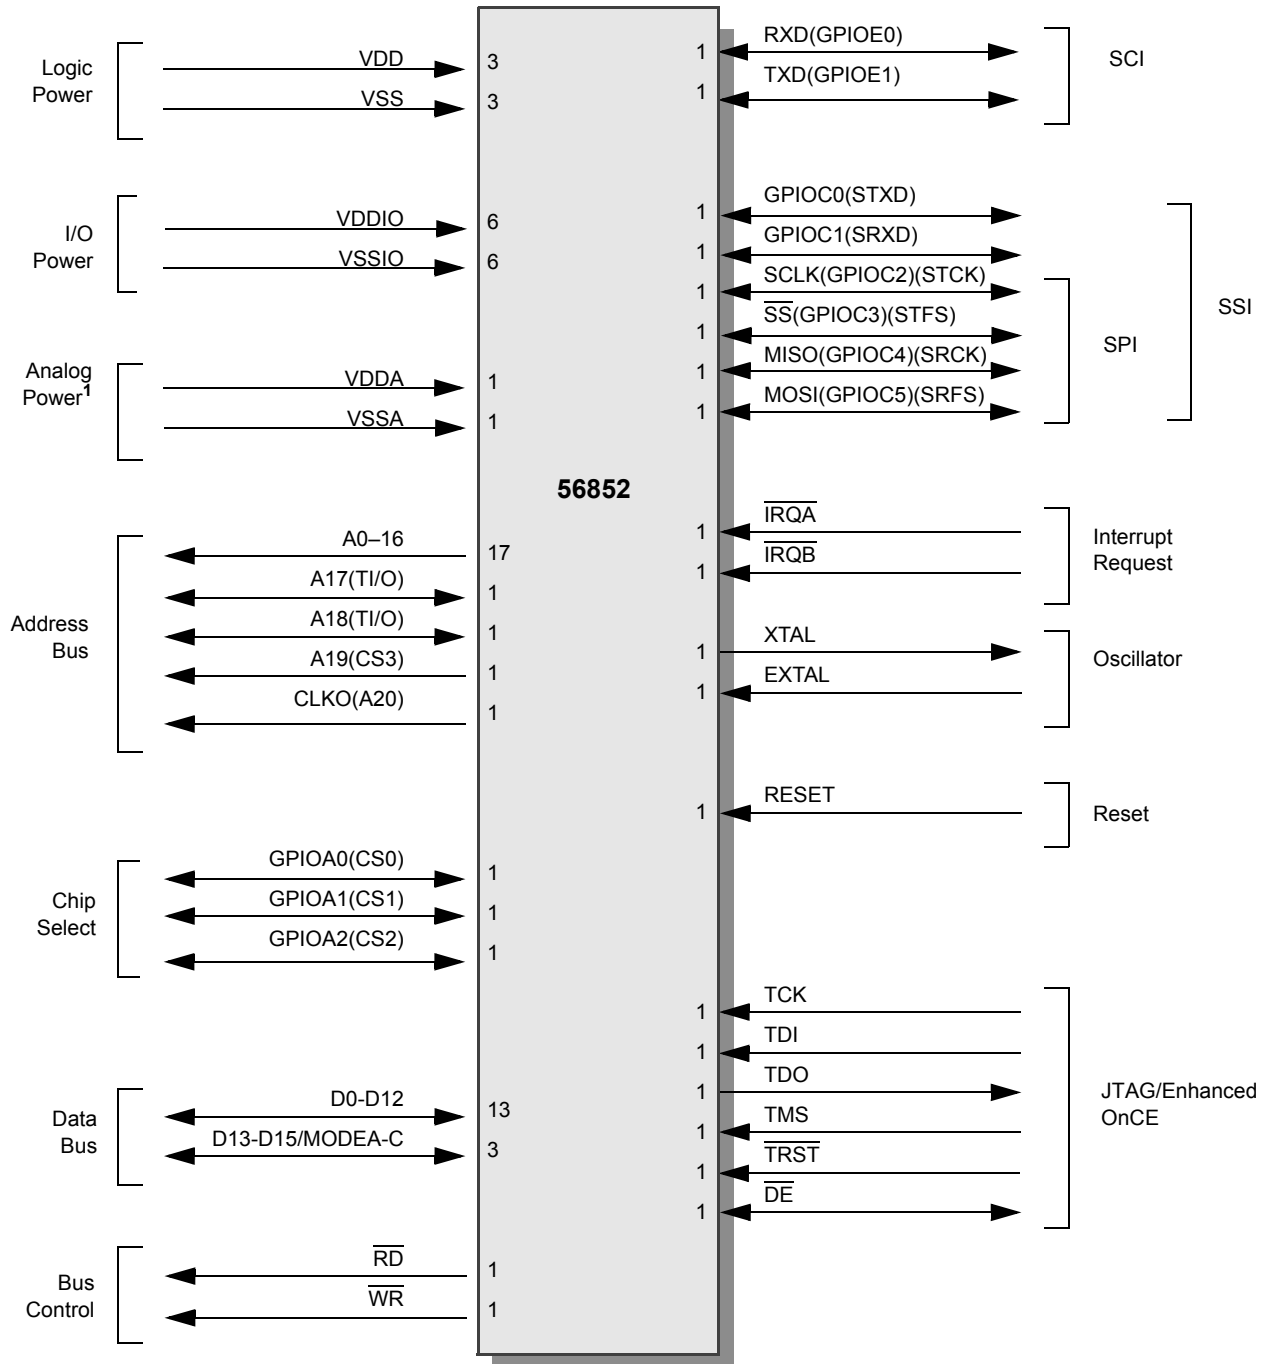 Logic
Power
VDD
3
VSS
3
I/O
Power
VDDIO
6
VSSIO
6
Analog
Power1
VDDA
1
VSSA
1
56852
Address
Bus
A0–16
17
A17(TI/O)
1
A18(TI/O)
1
A19(CS3)
1
CLKO(A20)
1
Chip
Select
GPIOA0(CS0)
1
GPIOA1(CS1)
1
GPIOA2(CS2)
1
Data
Bus
D0-D12
13
D13-D15/MODEA-C
3
Bus
Control
RD
1
WR
1
1
RXD(GPIOE0)
1
TXD(GPIOE1)
SCI
1
GPIOC0(STXD)
1
GPIOC1(SRXD)
1
SCLK(GPIOC2)(STCK)
1
SS(GPIOC3)(STFS)
1
MISO(GPIOC4)(SRCK)
1
MOSI(GPIOC5)(SRFS)
SPI
SSI
1
IRQA
1
IRQB
Interrupt
Request
1
XTAL
1
EXTAL
Oscillator
1
RESET
Reset
1
TCK
1
TDI
1
TDO
1
TMS
1
TRST
1
DE
JTAG/Enhanced
OnCE